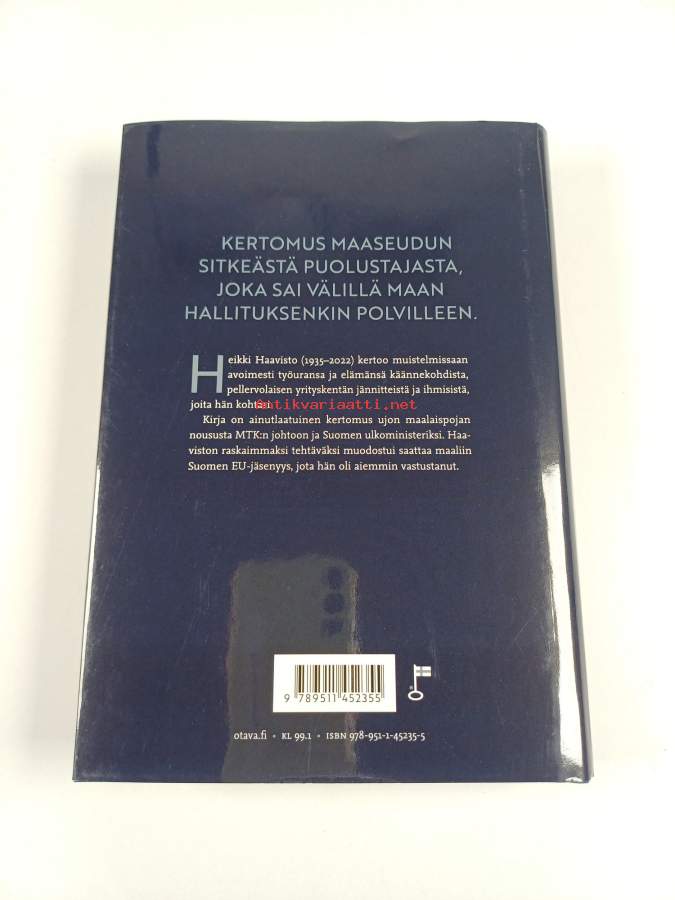 KERTOMUS MAASEUDUN
SITKEÄSTÄ PUOLUSTAJASTA,
JOKA SAI VÄLILLÄ MAAN
HALLITUKSENKIN POLVILLEEN.
Heikki Haavisto (1935–2022) kertoo muistelmissaan
avoimesti työuransa ja elämänsä käännekohdista,
pellervolaisen yrityskentän jännitteistä ja ihmisistä,
joita hän kohtasi.
Antikvariaatti.net
Kirja on ainutlaatuinen kertomus ujon maalaispojan
noususta MTK:n johtoon ja Suomen ulkoministeriksi. Haa-
viston raskaimmaksi tehtäväksi muodostui saattaa maaliin
Suomen EU-jäsenyys, jota hän oli aiemmin vastustanut.
9 789511 452355
otava.fi • KL 99.1 • ISBN 978-951-1-45235-5